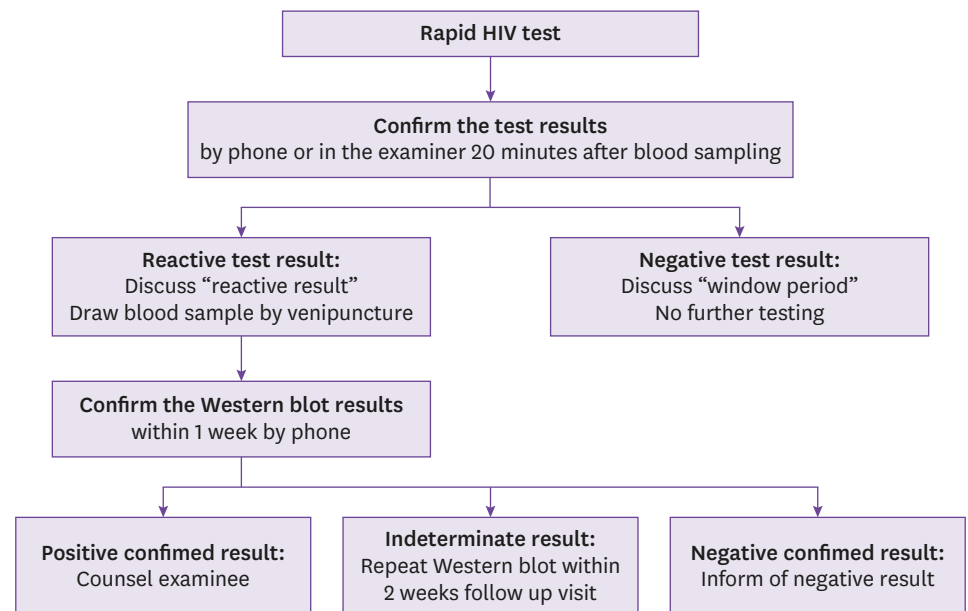 Rapid HIV test
Confirm the test results
by phone or in the examiner 20 minutes after blood sampling
Reactive test result:
Discuss “reactive result”
Draw blood sample by venipuncture
Negative test result:
Discuss “window period”
No further testing
Confirm the Western blot results
within 1 week by phone
Positive confimed result:
Counsel examinee
Indeterminate result:
Repeat Western blot within
2 weeks follow up visit
Negative confimed result:
Inform of negative result